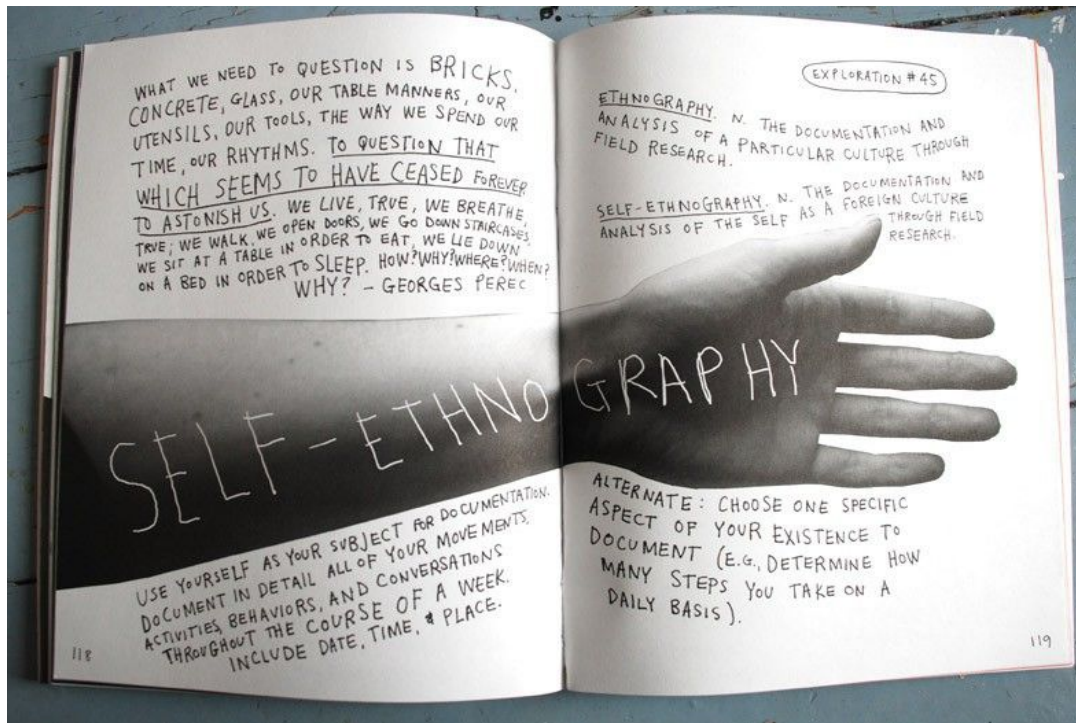 WHAT WE NEED TO QUESTION IS BRICKS,
CONCRETE, GLASS, OUR TABLE MANNERS, OUR
UTENSILS, OUR TOOLS, THE WAY WE SPEND OUR
TIME, OUR RHYTHMS. TO QUESTION THAT
WHICH SEEMS TO HAVE CEASED FOREVER
TO ASTONISH US. WE LIVE, TRUE, WE BREATHE,
TRUE; WE WALK, WE OPEN DOORS, WE GO DOWN STAIRCASES,
WE SIT AT A TABLE IN ORDER TO EAT, WE LIE DOWN
ON A BED IN ORDER TO SLEEP. HOW? WHY? WHERE? WHEN?
WHY? – GEORGES PEREC
SELF-ETHNOGRAPHY
USE YOURSELF AS YOUR SUBJECT FOR DOCUMENTATION.
DOCUMENT IN DETAIL ALL OF YOUR MOVEMENTS,
ACTIVITIES, BEHAVIORS, AND CONVERSATIONS
THROUGHOUT THE COURSE OF A WEEK.
INCLUDE DATE, TIME, & PLACE.
118
EXPLORATION #45
ETHNOGRAPHY. N. THE DOCUMENTATION AND
ANALYSIS OF A PARTICULAR CULTURE THROUGH
FIELD RESEARCH.
SELF-ETHNOGRAPHY. N. THE DOCUMENTATION AND
ANALYSIS OF THE SELF AS A FOREIGN CULTURE
THROUGH FIELD
RESEARCH.
ALTERNATE: CHOOSE ONE SPECIFIC
ASPECT OF YOUR EXISTENCE TO
DOCUMENT (E.G., DETERMINE HOW
MANY STEPS YOU TAKE ON A
DAILY BASIS).
119